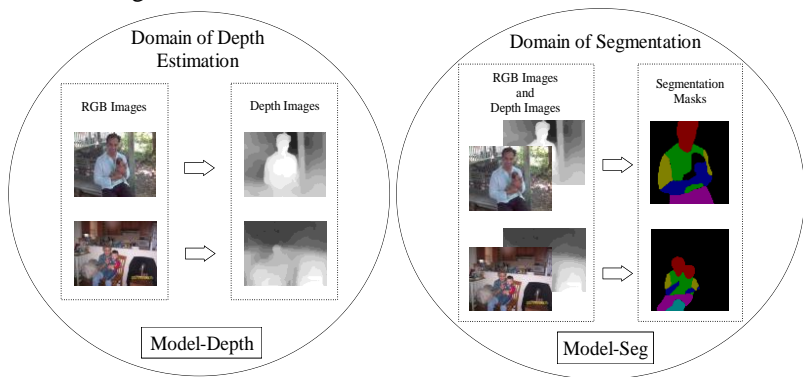 Domain of Depth
Estimation
RGB Images
Depth Images
Model-Depth
Domain of Segmentation
RGB Images
and
Depth Images
Segmentation
Masks
Model-Seg